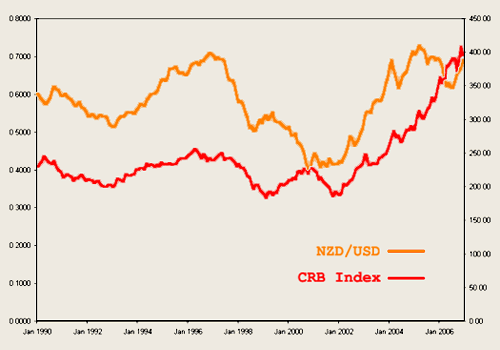 0.8000
0.7000
0.6000
0.5000
0.4000
0.3000
0.2000
0.1000
0.0000
450.00
400.00
350.00
300.00
250.00
200.00
150.00
100.00
50.00
0.00
NZD/USD
CRB Index
Jan 1990
Jan 1992
Jan 1994
Jan 1996
Jan 1998
Jan 2000
Jan 2002
Jan 2004
Jan 2006